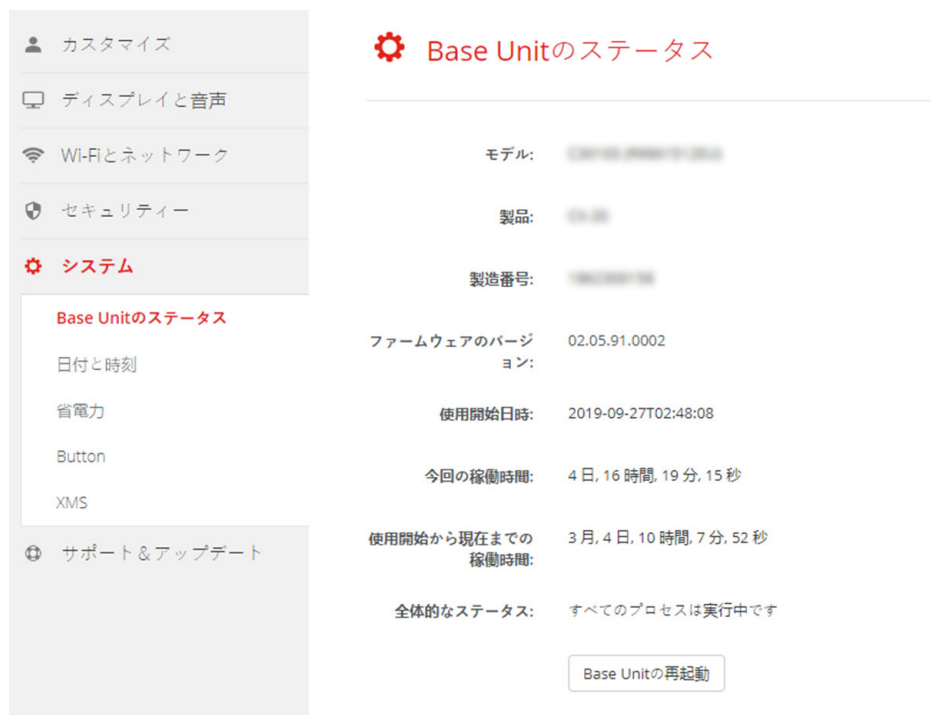 カスタマイズ
ディスプレイと音声
Wi-Fiとネットワーク
セキュリティー
システム
Base Unitのステータス
日付と時刻
省電力
Button
XMS
サポート＆アップデート
Base Unitのステータス
モデル:
製品:
製造番号:
ファームウェアのバージ
ョン:
02.05.91.0002
使用開始日時:
2019-09-27T02:48:08
今回の稼働時間:
4 日, 16 時間, 19 分, 15 秒
使用開始から現在までの
稼働時間:
3 月, 4 日, 10 時間, 7 分, 52 秒
全体的なステータス:
すべてのプロセスは実行中です
Base Unitの再起動